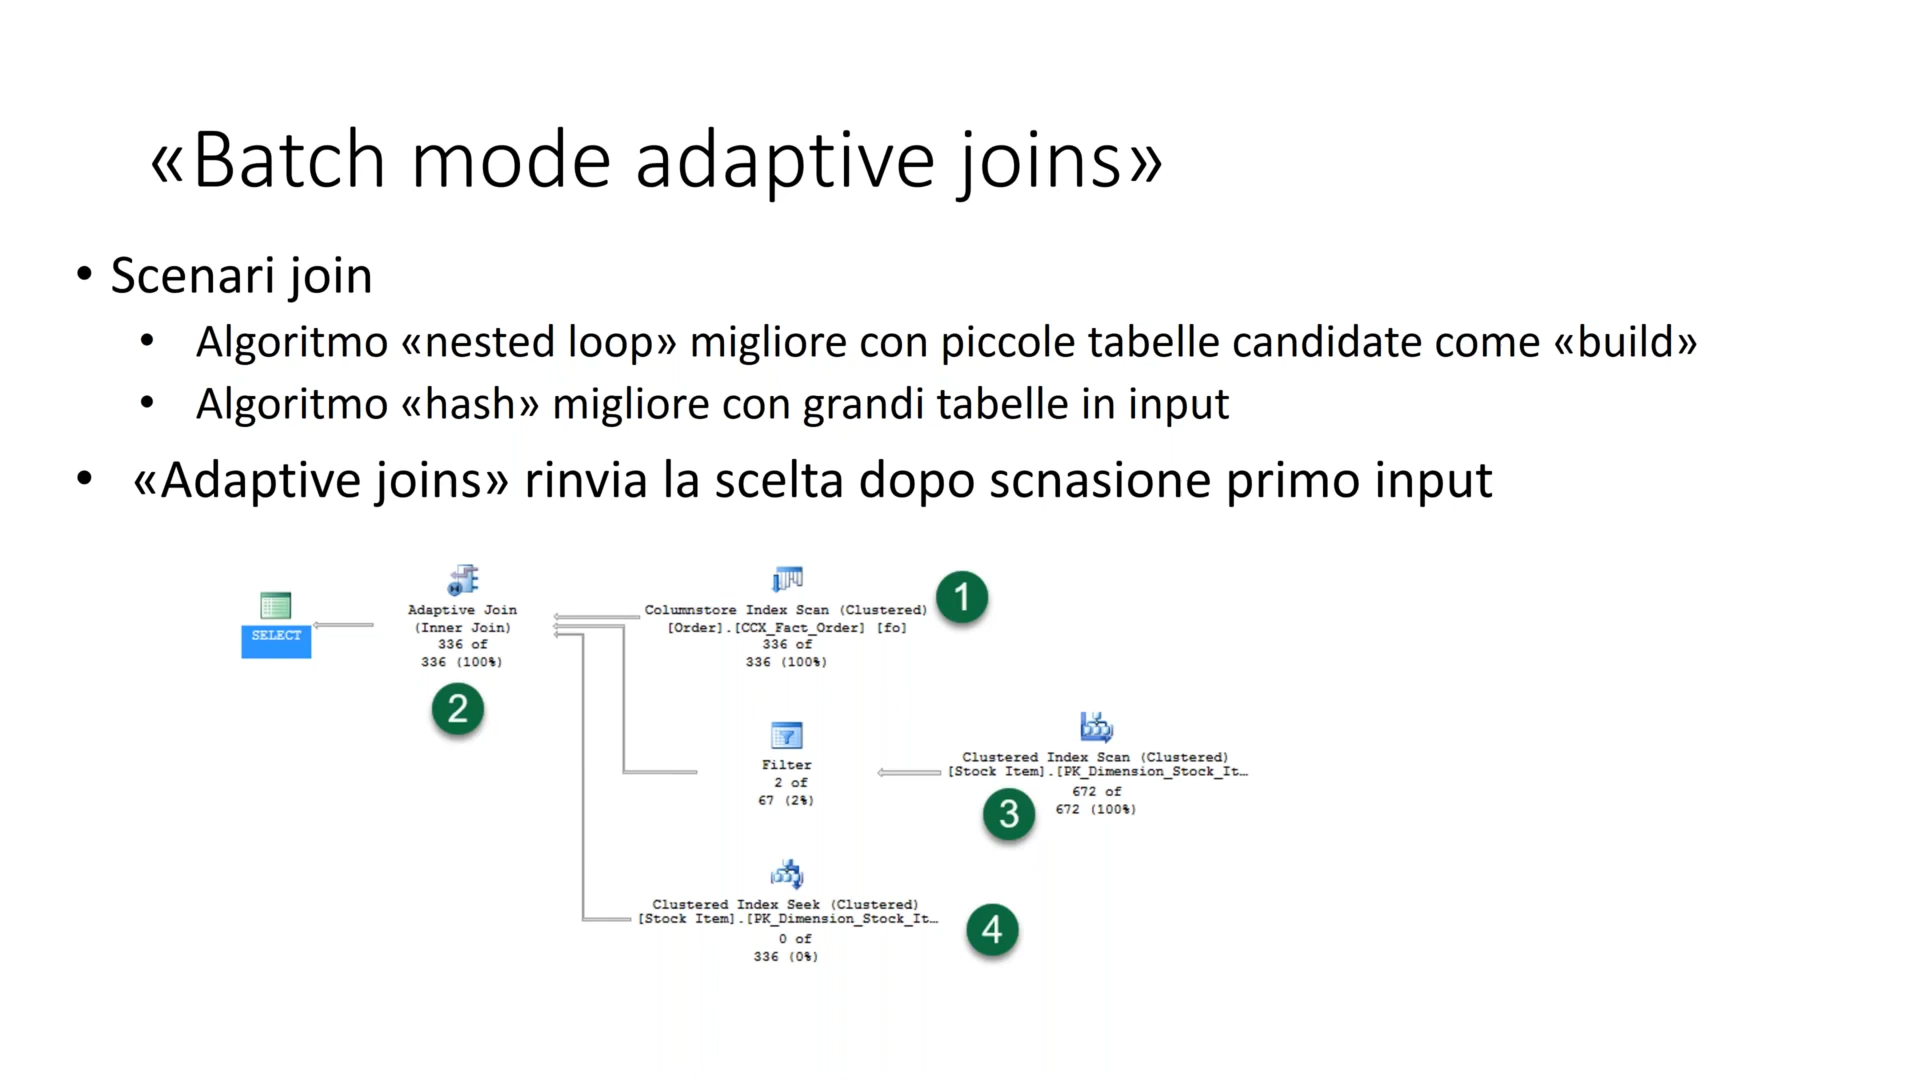 «Batch mode adaptive joins»
• Scenari join
• Algoritmo «nested loop» migliore con piccole tabelle candidate come «build»
• Algoritmo «hash» migliore con grandi tabelle in input
• «Adaptive joins» rinvia la scelta dopo scnasione primo input
SELECT
Adaptive Join
(Inner Join)
336 of
336 (100%)
2
Columnstore Index Scan (Clustered)
[Order].[CCX_Fact_Order] [fo]
336 of
336 (100%)
1
Filter
2 of
67 (2%)
Clustered Index Scan (Clustered)
[Stock Item].[PK_Dimension_Stock_It…
672 of
672 (100%)
3
Clustered Index Seek (Clustered)
[Stock Item].[PK_Dimension_Stock_It…
0 of
336 (0%)
4